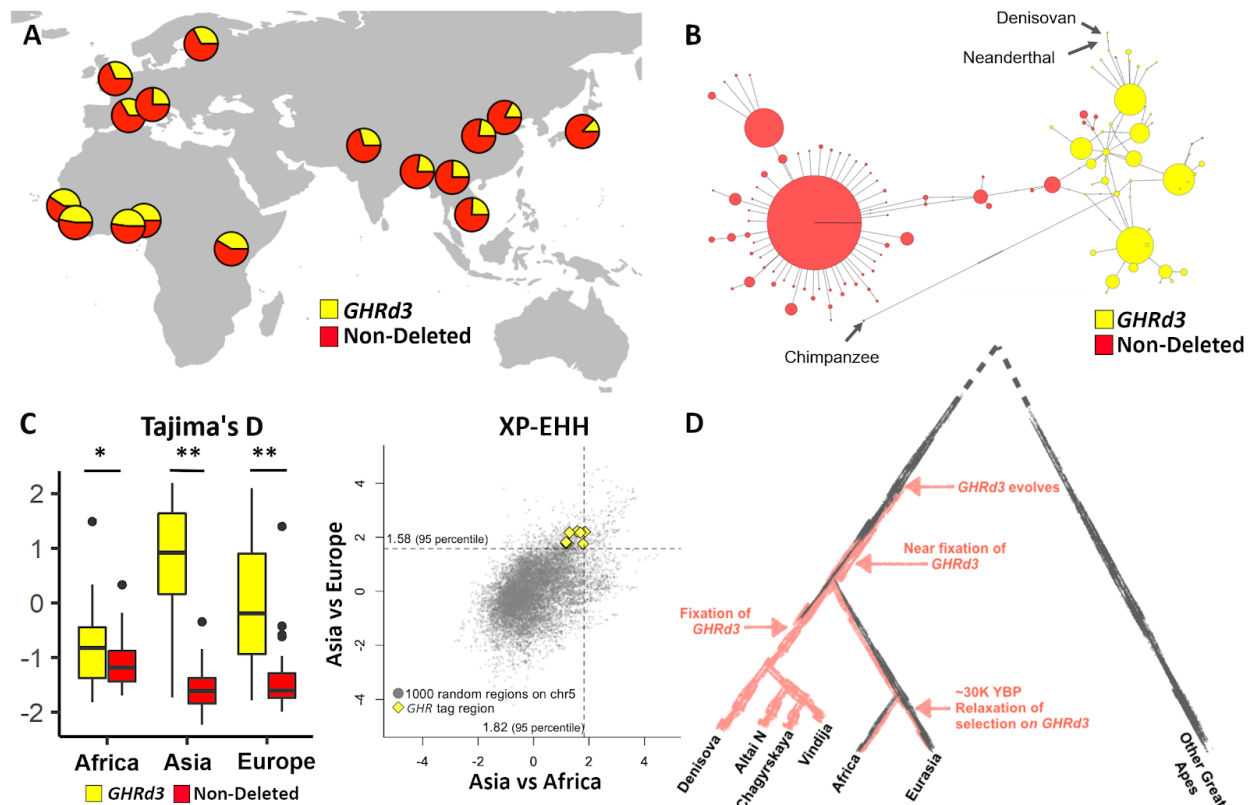 A
GHRd3
Non-Deleted
B
Denisovan
Neanderthal
Chimpanzee
GHRd3
Non-Deleted
C
Tajima's D
*
**
**
2
1
0
-1
-2
Africa
Asia
Europe
GHRd3
Non-Deleted
XP-EHH
Asia vs Europe
4
2
0
-2
-4
1.58 (95 percentile)
1000 random regions on chr5
GHR tag region
1.82 (95 percentile)
-4
-2
0
2
4
Asia vs Africa
D
GHRd3 evolves
Near fixation of
GHRd3
Fixation of
GHRd3
~30K YBP
Relaxation of
selection on GHRd3
Denisova
Altai N
Chagyrskaya
Vindija
Africa
Eurasia
Other Great
Apes